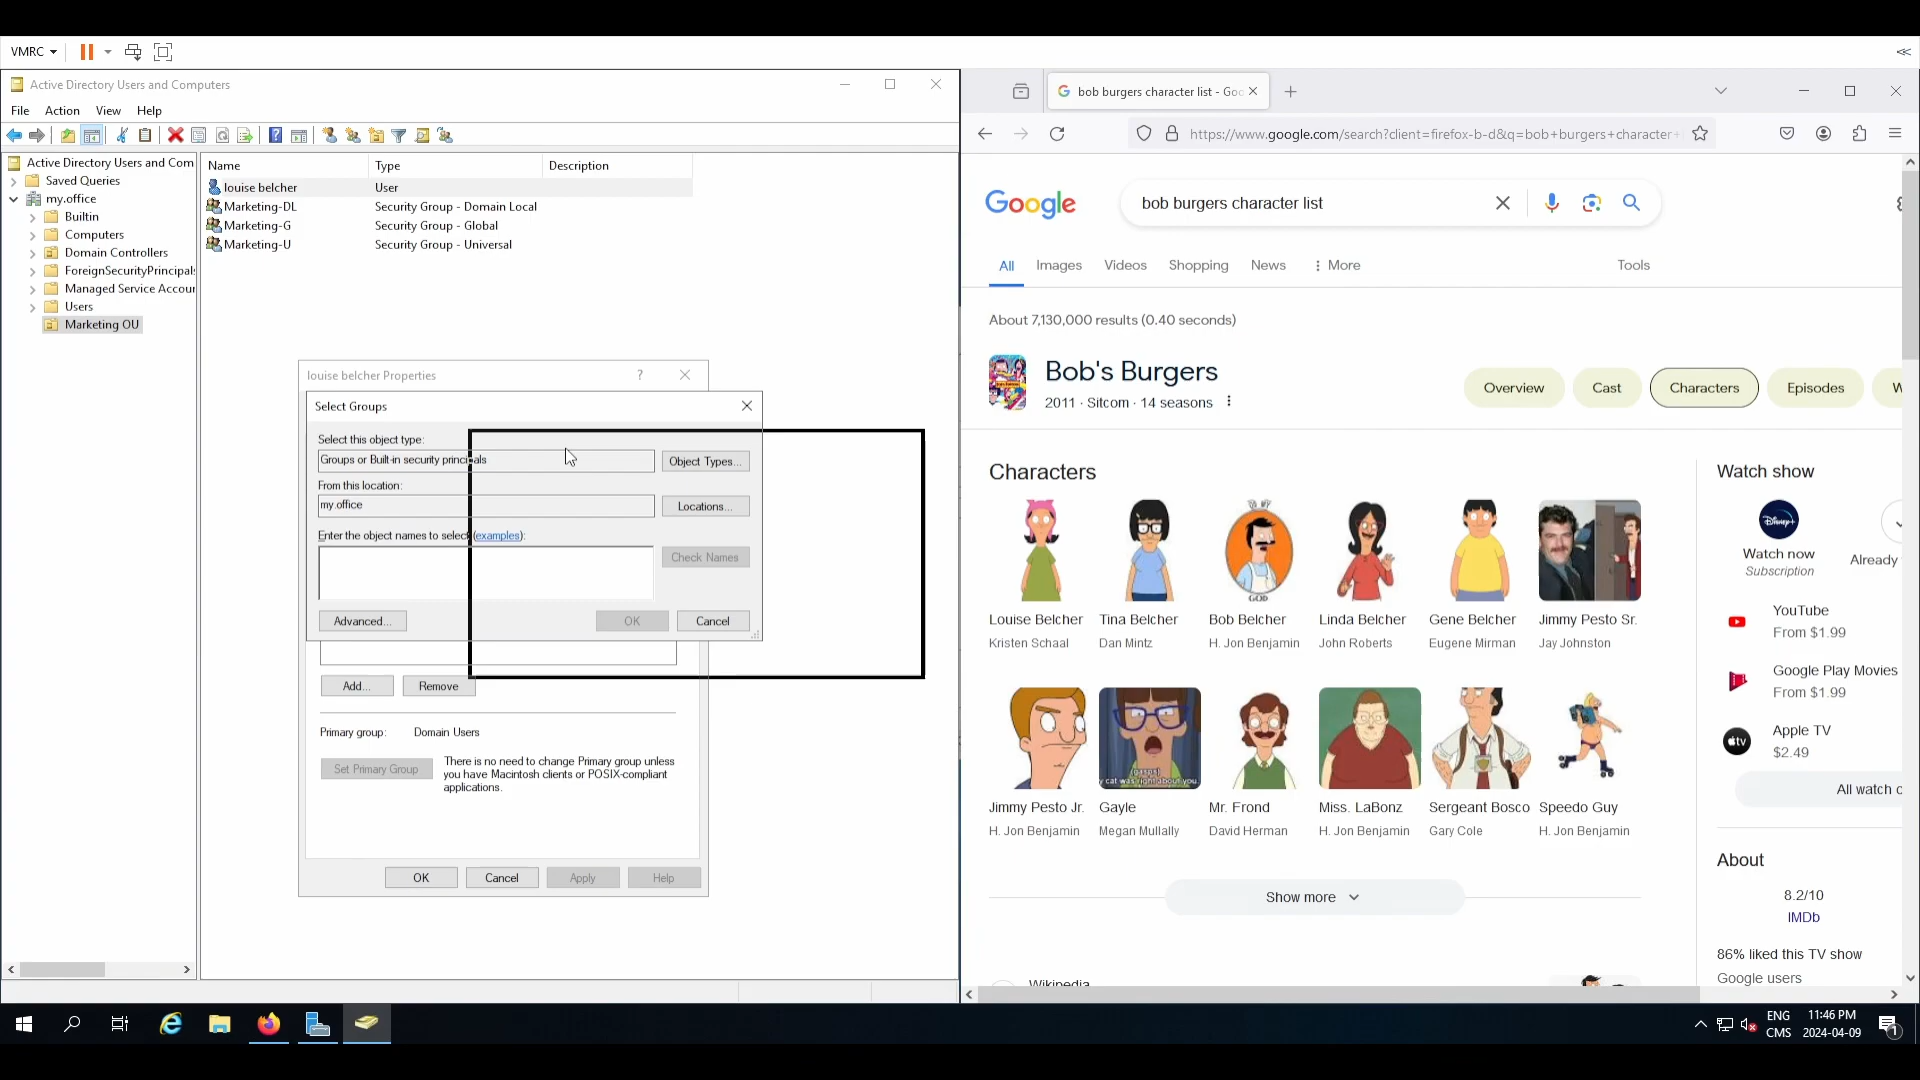 VMRC
Active Directory Users and Computers
File Action View Help
Active Directory Users and Com
Saved Queries
my.office
Builtin
Computers
Domain Controllers
ForeignSecurityPrincipals
Managed Service Accour
Users
Marketing OU
Name Type Description
louise belcher User
Marketing-DL Security Group - Domain Local
Marketing-G Security Group - Global
Marketing-U Security Group - Universal
louise belcher Properties ?
Select Groups
Select this object type:
Groups or Built-in security principals
Object Types...
From this location:
my.office
Locations...
Enter the object names to select (examples):
Check Names
Advanced... OK Cancel
Add... Remove
Primary group: Domain Users
Set Primary Group
There is no need to change Primary group unless
you have Macintosh clients or POSIX-compliant
applications.
OK Cancel Apply Help
bob burgers character list - Goo
https://www.google.com/search?client=firefox-b-d&q=bob+burgers+character+
Google
bob burgers character list
All Images Videos Shopping News More Tools
About 7,130,000 results (0.40 seconds)
Bob's Burgers
2011 · Sitcom · 14 seasons
Overview Cast Characters Episodes W
Characters
Louise Belcher Tina Belcher Bob Belcher Linda Belcher Gene Belcher Jimmy Pesto Sr.
Kristen Schaal Dan Mintz H. Jon Benjamin John Roberts Eugene Mirman Jay Johnston
Jimmy Pesto Jr. Gayle Mr. Frond Miss. LaBonz Sergeant Bosco Speedo Guy
H. Jon Benjamin Megan Mullally David Herman H. Jon Benjamin Gary Cole H. Jon Benjamin
Show more
Wikipedia
Watch show
Disney+
Watch now
Subscription
Already
YouTube
From $1.99
Google Play Movies
From $1.99
tv
Apple TV
$2.49
All watch o
About
8.2/10
IMDb
86% liked this TV show
Google users
ENG
CMS
11:46 PM
2024-04-09
1